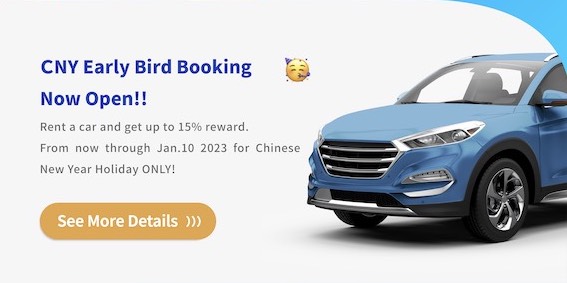 CNY Early Bird Booking
Now Open!!
Rent a car and get up to 15% reward.
From now through Jan.10 2023 for Chinese
New Year Holiday ONLY!
See More Details )))